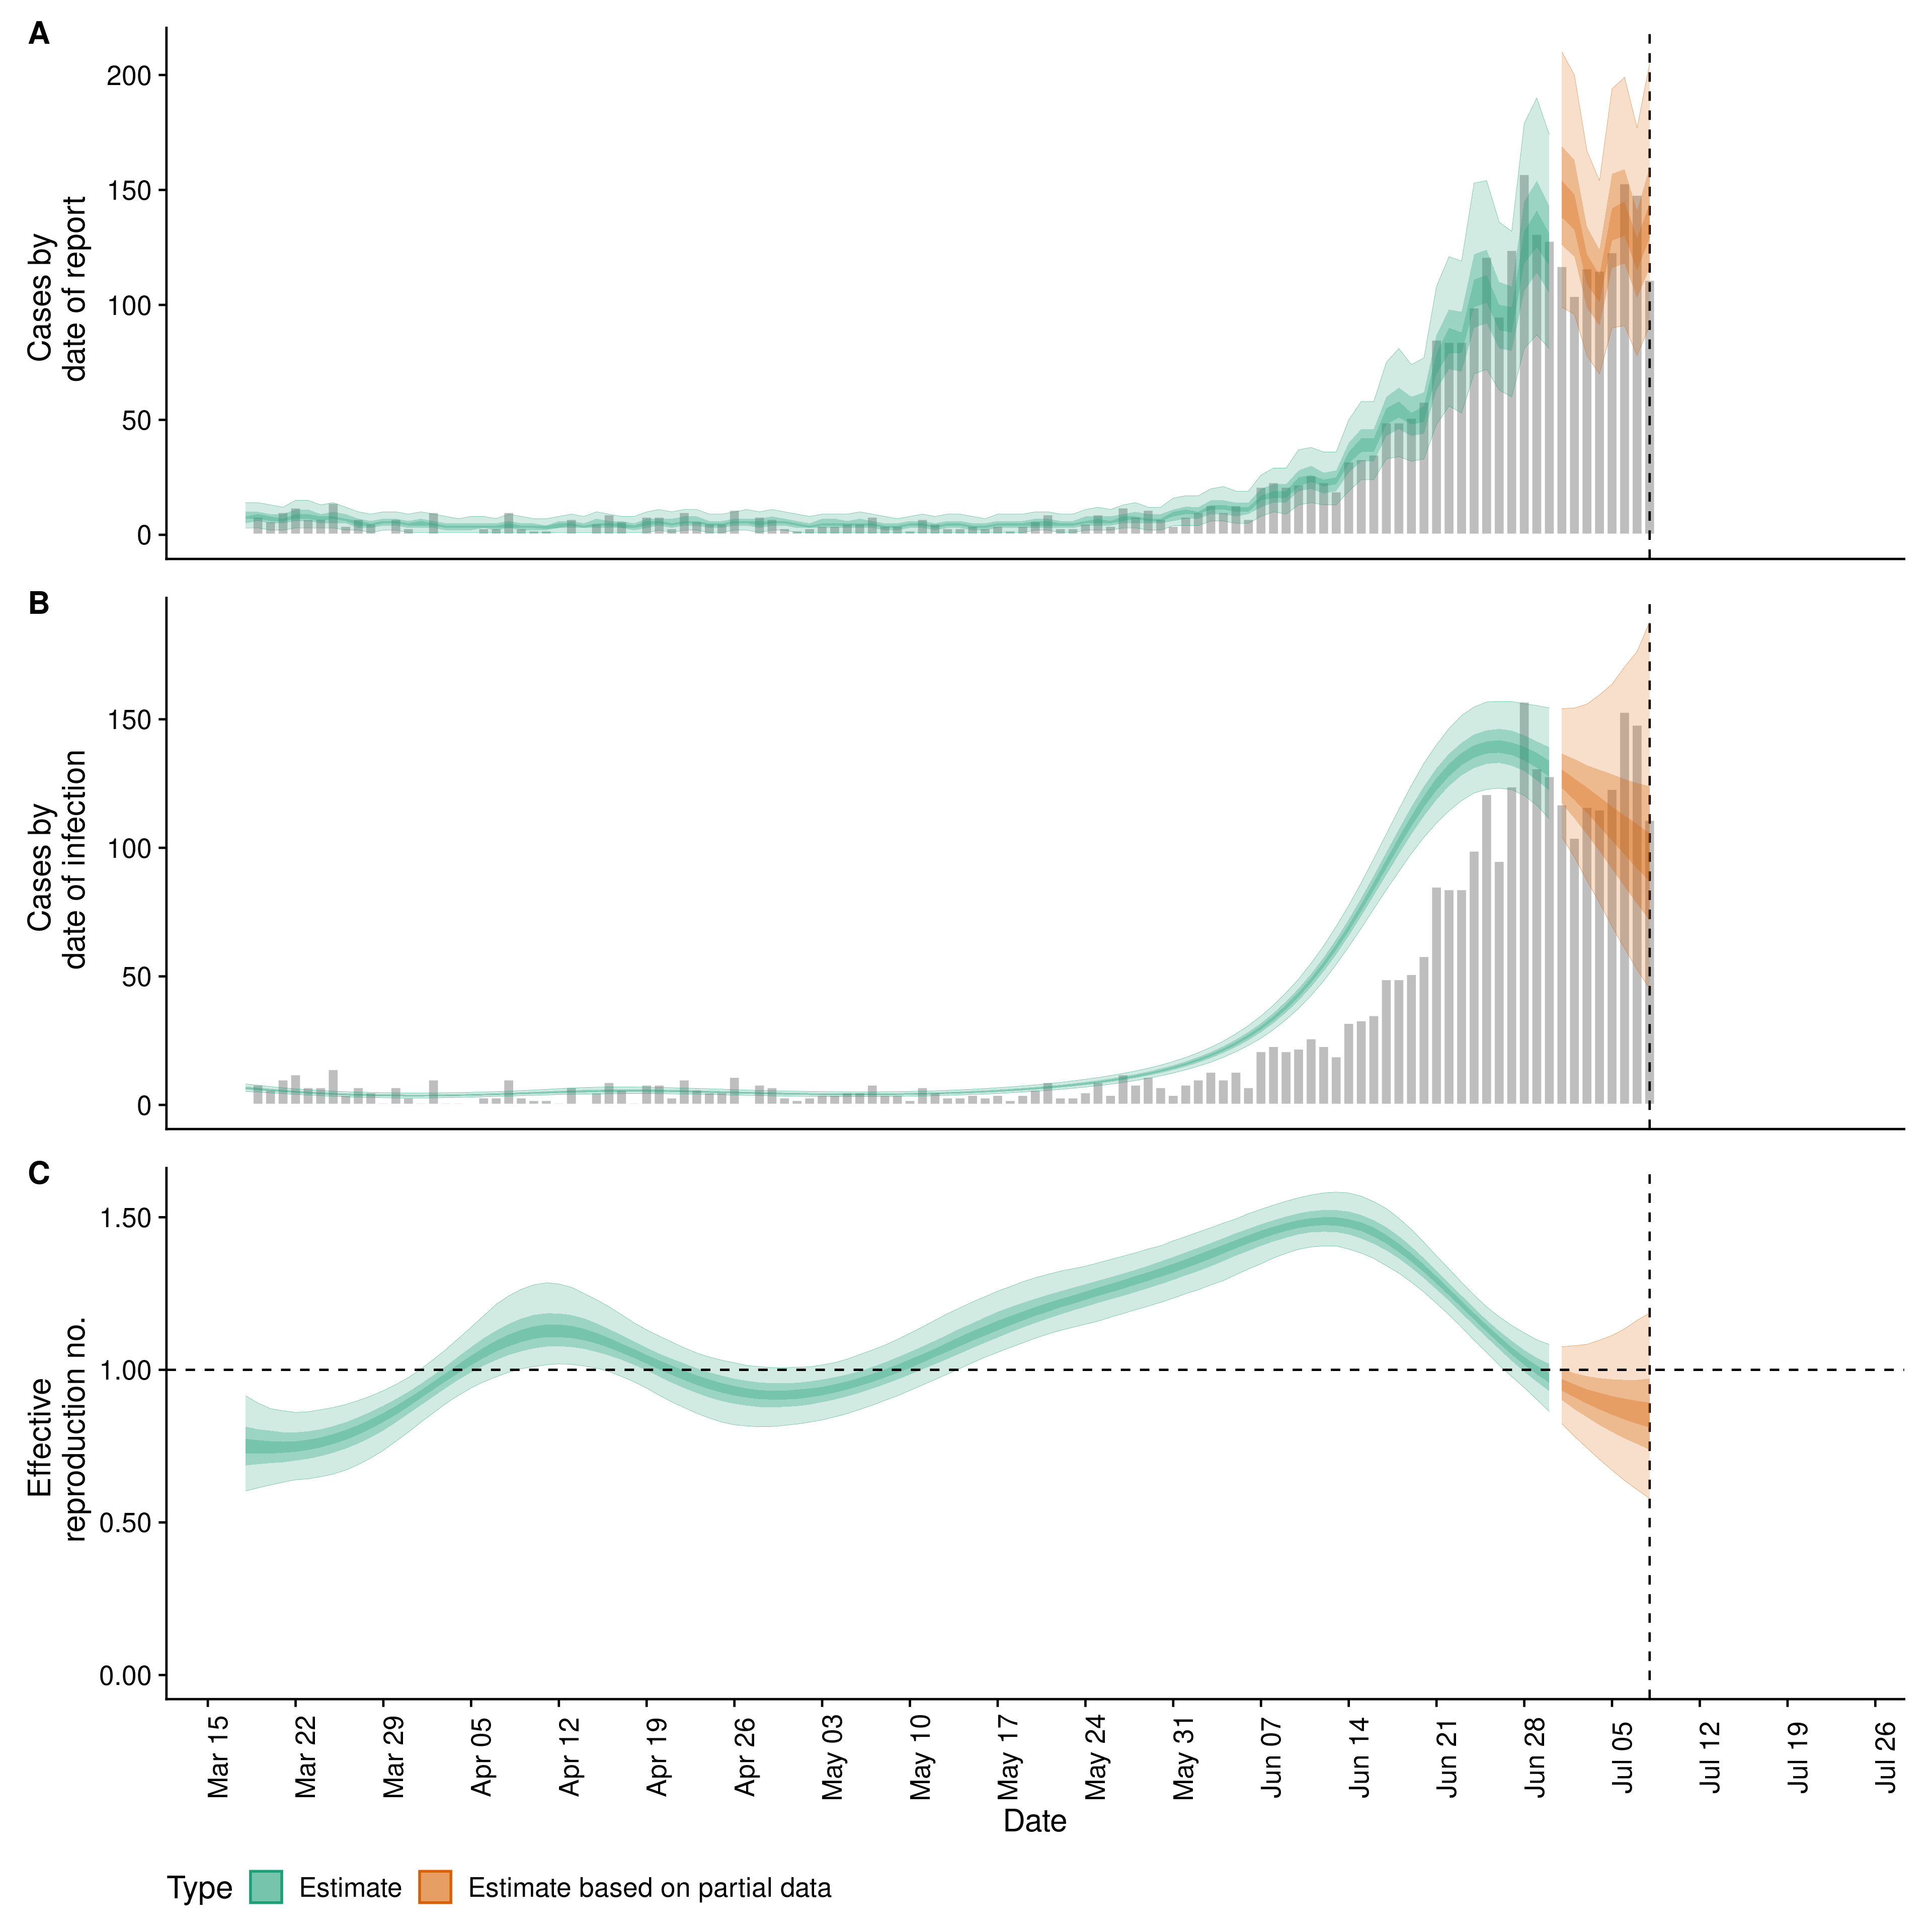 A
Cases by
date of report
200
150
100
50
0
B
Cases by
date of infection
150
100
50
0
C
Effective
reproduction no.
1.50
1.00
0.50
0.00
Mar 15
Mar 22
Mar 29
Apr 05
Apr 12
Apr 19
Apr 26
May 03
May 10
May 17
May 24
May 31
Jun 07
Jun 14
Jun 21
Jun 28
Jul 05
Jul 12
Jul 19
Jul 26
Date
Type Estimate Estimate based on partial data